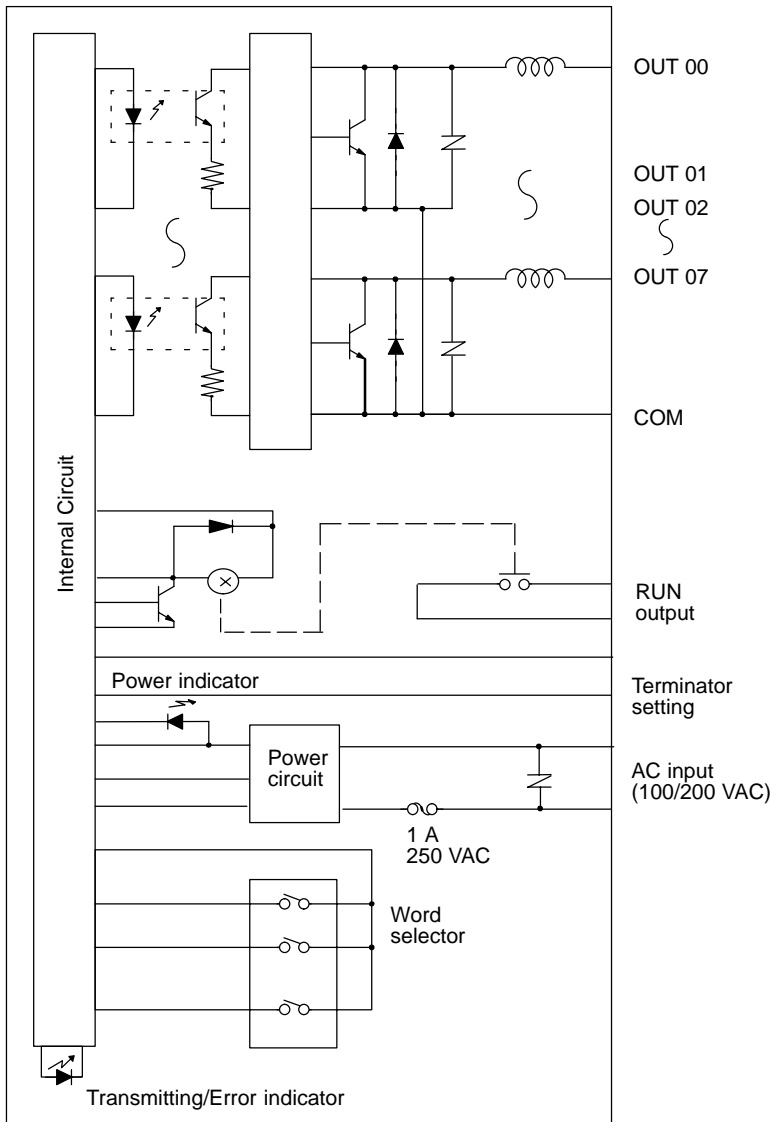 OUT 00
OUT 01
OUT 02
OUT 07
COM
Internal Circuit
X
RUN
output
Power indicator
Terminator
setting
Power
circuit
AC input
(100/200 VAC)
1 A
250 VAC
Word
selector
Transmitting/Error indicator